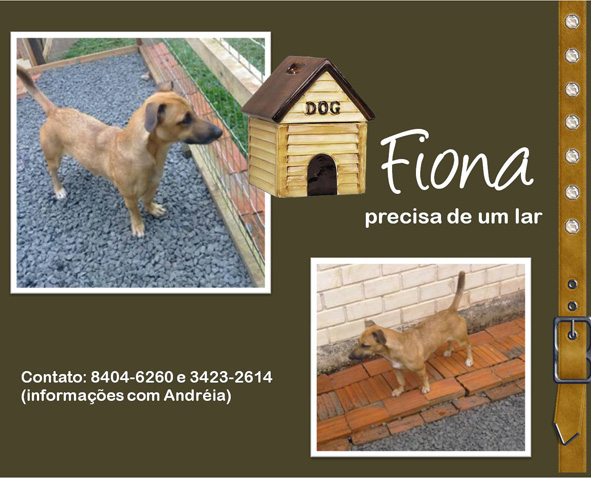 DOG
Fiona
precisa de um lar
Contato: 8404-6260 e 3423-2614
(informações com Andréia)